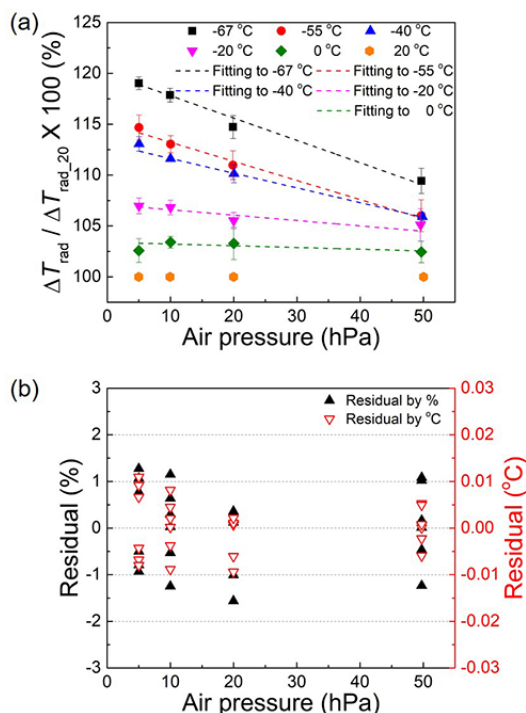 (a)
-67 °C -55 °C -40 °C
-20 °C 0 °C 20 °C
Fitting to -67 °C Fitting to -55 °C
Fitting to -40 °C Fitting to -20 °C
Fitting to 0 °C
ΔT_rad / ΔT_rad_20 X 100 (%)
125
120
115
110
105
100
0 10 20 30 40 50
Air pressure (hPa)
(b)
Residual by %
Residual by °C
Residual (%)
3
2
1
0
-1
-2
-3
0.03
0.02
0.01
0.00
-0.01
-0.02
-0.03
Residual (°C)
0 10 20 30 40 50
Air pressure (hPa)